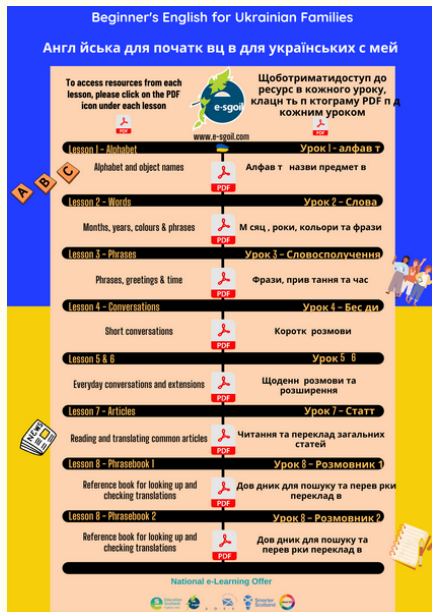 Beginner's English for Ukrainian Families
Англ йська для початк вц в для українських с мей
To access resources from each
lesson, please click on the PDF
icon under each lesson
e-sgoil
www.e-sgoil.com
Щоботриматидоступ до
ресурс в кожного уроку,
клацн ть п ктограму PDF п д
кожним уроком
Lesson 1 - Alphabet
Урок 1 - алфав т
Alphabet and object names
PDF
Алфав т назви предмет в
A B C
Lesson 2 - Words
Урок 2 – Слова
Months, years, colours & phrases
PDF
М сяц , роки, кольори та фрази
Lesson 3 - Phrases
Урок 3 – Словосполучення
Phrases, greetings & time
PDF
Фрази, прив тання та час
Lesson 4 - Conversations
Урок 4 – Бес ди
Short conversations
PDF
Коротк розмови
Lesson 5 & 6
Урок 5 6
Everyday conversations and extensions
PDF
Щоденн розмови та
розширення
Lesson 7 - Articles
Урок 7 – Статт
NEWS
Reading and translating common articles
PDF
Читання та переклад загальних
статей
Lesson 8 - Phrasebook 1
Урок 8 – Розмовник 1
Reference book for looking up and
checking translations
PDF
Дов дник для пошуку та перев рки
переклад в
Lesson 8 - Phrasebook 2
Урок 8 – Розмовник 2
Reference book for looking up and
checking translations
PDF
Дов дник для пошуку та
перев рки переклад в
National e-Learning Offer
Education
Scotland
Smarter
Scotland